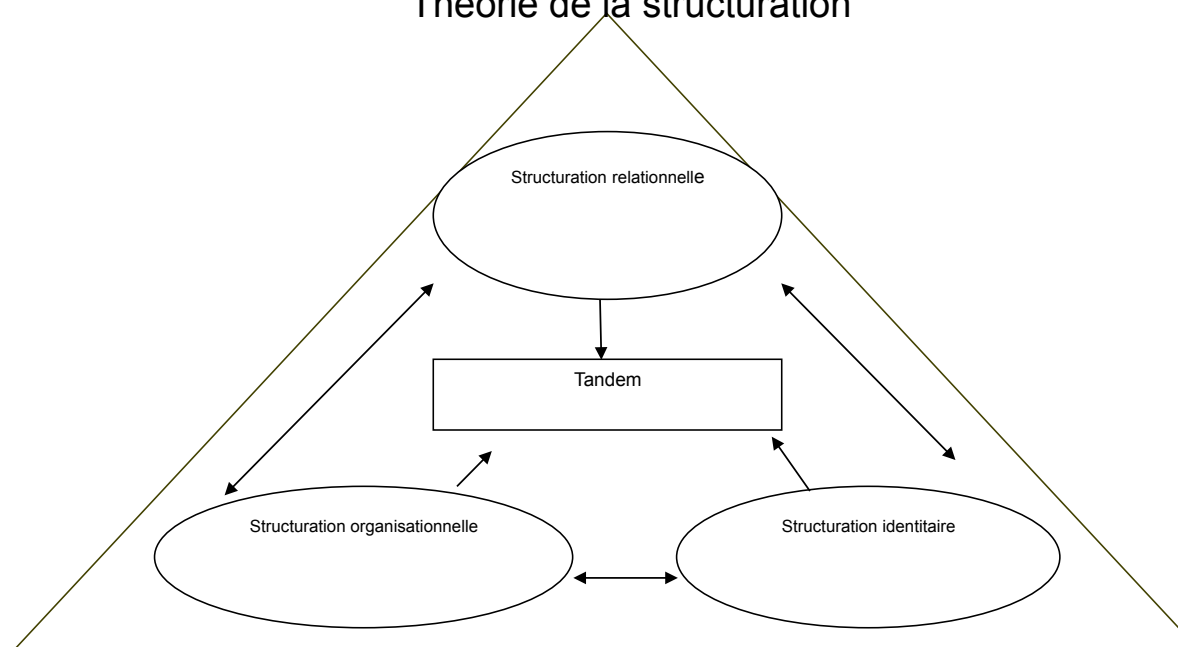 Théorie de la structuration
Structuration relationnelle
Tandem
Structuration organisationnelle
Structuration identitaire